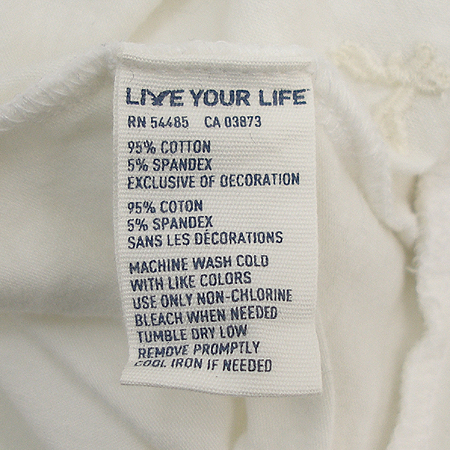 LIVE YOUR LIFE™
RN 54485 CA 03873
95% COTTON
5% SPANDEX
EXCLUSIVE OF DECORATION
95% COTON
5% SPANDEX
SANS LES DÉCORATIONS
MACHINE WASH COLD
WITH LIKE COLORS
USE ONLY NON-CHLORINE
BLEACH WHEN NEEDED
TUMBLE DRY LOW
REMOVE PROMPTLY
COOL IRON IF NEEDED